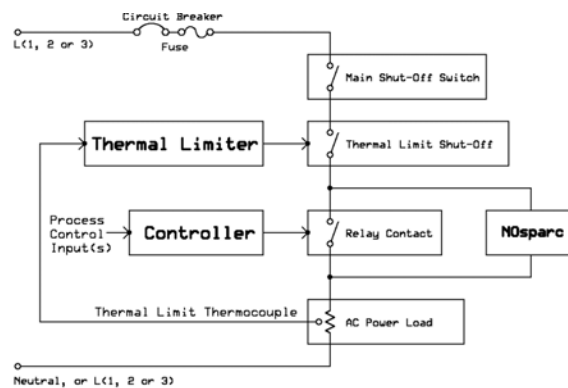 Circuit Breaker
L(1, 2 or 3)
Fuse
Main Shut-Off Switch
Thermal Limiter
Thermal Limit Shut-Off
Process
Control
Input(s)
Controller
Relay Contact
NOsparc
Thermal Limit Thermocouple
AC Power Load
Neutral, or L(1, 2 or 3)